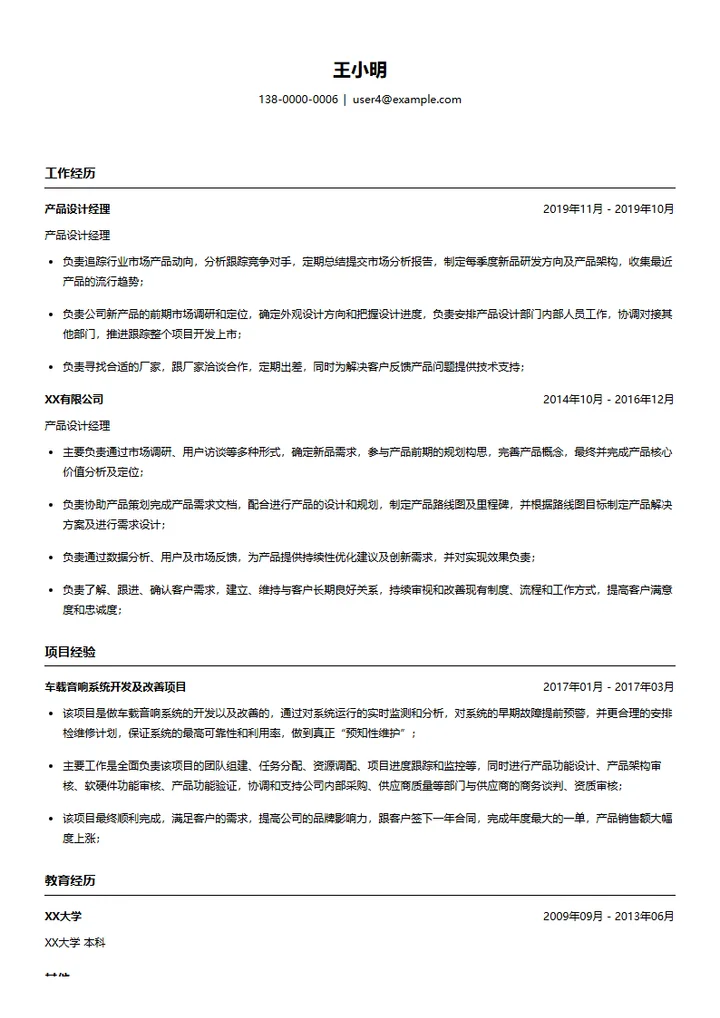 王小明
138-0000-0006 | user4@example.com
工作经历
产品设计经理 2019年11月 - 2019年10月
产品设计经理
• 负责追踪行业市场产品动向，分析跟踪竞争对手，定期总结提交市场分析报告，制定每季度新品研发方向及产品架构，收集最近
产品的流行趋势；
• 负责公司新产品的前期市场调研和定位，确定外观设计方向和把握设计进度，负责安排产品设计部门内部人员工作，协调对接其
他部门，推进跟踪整个项目开发上市；
• 负责寻找合适的厂家，跟厂家洽谈合作，定期出差，同时为解决客户反馈产品问题提供技术支持；
XX有限公司 2014年10月 - 2016年12月
产品设计经理
• 主要负责通过市场调研、用户访谈等多种形式，确定新品需求，参与产品前期的规划构思，完善产品概念，最终并完成产品核心
价值分析及定位；
• 负责协助产品策划完成产品需求文档，配合进行产品的设计和规划，制定产品路线图及里程碑，并根据路线图目标制定产品解决
方案及进行需求设计；
• 负责通过数据分析、用户及市场反馈，为产品提供持续性优化建议及创新需求，并对实现效果负责；
• 负责了解、跟进、确认客户需求，建立、维持与客户长期良好关系，持续审视和改善现有制度、流程和工作方式，提高客户满意
度和忠诚度；
项目经验
车载音响系统开发及改善项目 2017年01月 - 2017年03月
• 该项目是做车载音响系统的开发以及改善的，通过对系统运行的实时监测和分析，对系统的早期故障提前预警，并更合理的安排
检维修计划，保证系统的最高可靠性和利用率，做到真正“预知性维护”；
• 主要工作是全面负责该项目的团队组建、任务分配、资源调配、项目进度跟踪和监控等，同时进行产品功能设计、产品架构审
核、软硬件功能审核、产品功能验证，协调和支持公司内部采购、供应商质量等部门与供应商的商务谈判、资质审核；
• 该项目最终顺利完成，满足客户的需求，提高公司的品牌影响力，跟客户签下一年合同，完成年度最大的一单，产品销售额大幅
度上涨；
教育经历
XX大学 2009年09月 - 2013年06月
XX大学 本科